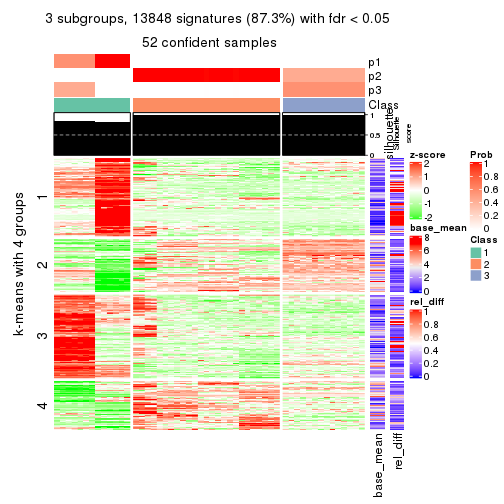 3 subgroups, 13848 signatures (87.3%) with fdr < 0.05
52 confident samples
p1
p2
p3
Class
1
0.5
0
silhouette
Silhouette
score
k-means with 4 groups
1
2
3
4
base_mean
rel_diff
z-score
2
1
0
-1
-2
base_mean
8
6
4
2
0
rel_diff
1
0.8
0.6
0.4
0.2
0
Prob
1
0.8
0.6
0.4
0.2
0
Class
1
2
3